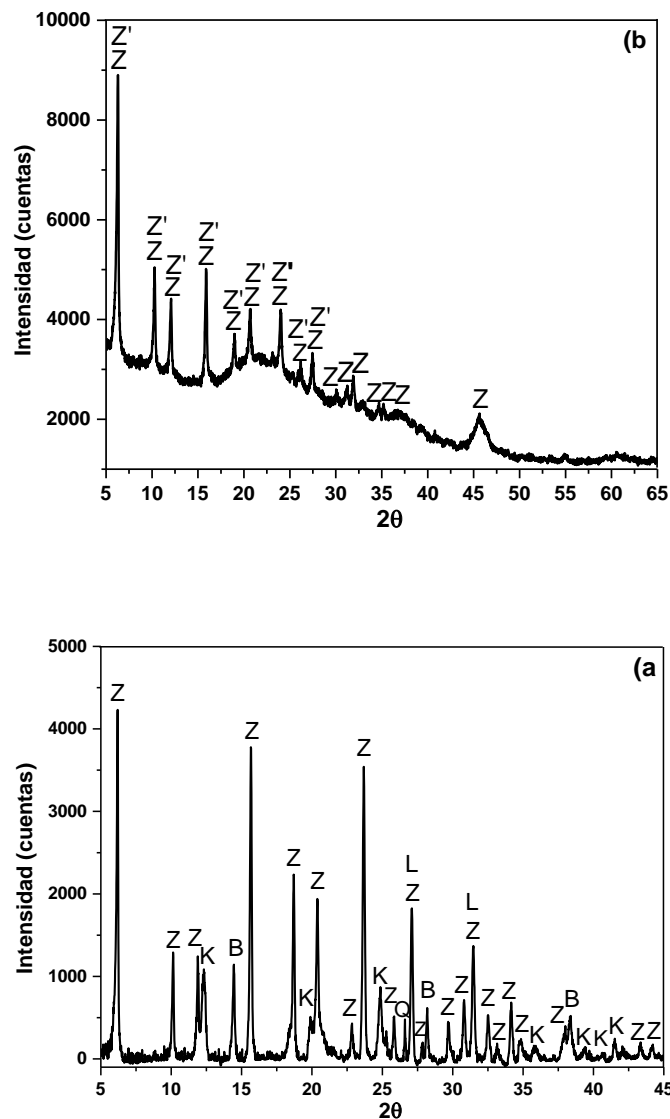 10000
8000
6000
4000
2000
Intensidad (cuentas)
(b)
Z'
Z
Z' Z' Z' Z' Z' Z'
Z Z Z Z Z Z Z
Z' Z'
Z Z
Z Z Z
Z Z Z
Z
5 10 15 20 25 30 35 40 45 50 55 60 65
2θ
5000
4000
3000
2000
1000
0
Intensidad (cuentas)
(a
Z
Z
Z
K
B
Z
Z
K
Z
Z
Z
K
Z
Q
L
Z
Z
B
Z
Z
L
Z
Z
Z
Z
Z
K
Z
B
K
K
K
Z
Z
5 10 15 20 25 30 35 40 45
2θ